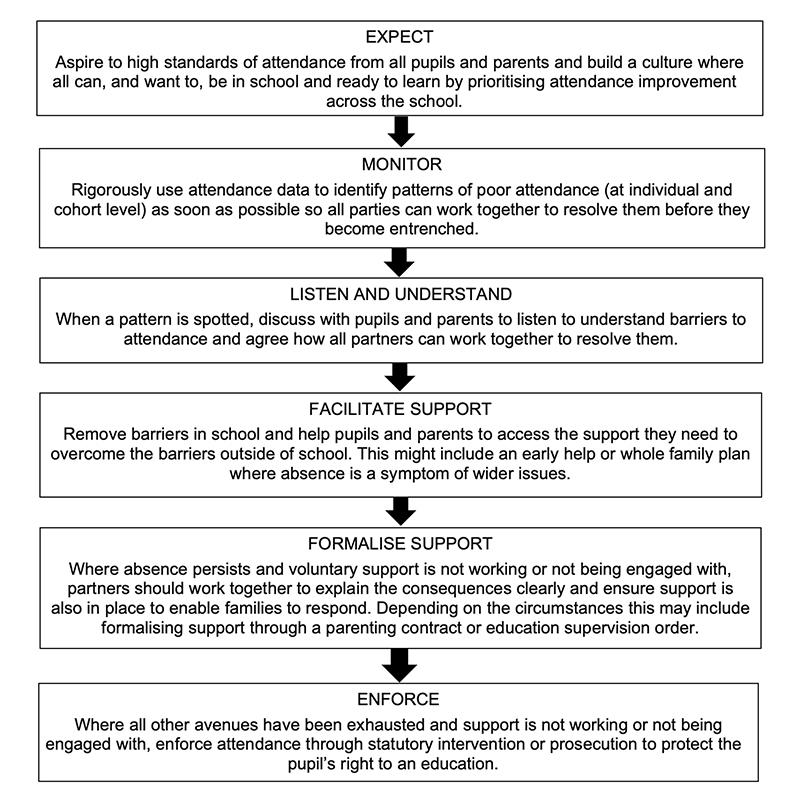 EXPECT
Aspire to high standards of attendance from all pupils and parents and build a culture where
all can, and want to, be in school and ready to learn by prioritising attendance improvement
across the school.
MONITOR
Rigorously use attendance data to identify patterns of poor attendance (at individual and
cohort level) as soon as possible so all parties can work together to resolve them before they
become entrenched.
LISTEN AND UNDERSTAND
When a pattern is spotted, discuss with pupils and parents to listen to understand barriers to
attendance and agree how all partners can work together to resolve them.
FACILITATE SUPPORT
Remove barriers in school and help pupils and parents to access the support they need to
overcome the barriers outside of school. This might include an early help or whole family plan
where absence is a symptom of wider issues.
FORMALISE SUPPORT
Where absence persists and voluntary support is not working or not being engaged with,
partners should work together to explain the consequences clearly and ensure support is
also in place to enable families to respond. Depending on the circumstances this may include
formalising support through a parenting contract or education supervision order.
ENFORCE
Where all other avenues have been exhausted and support is not working or not being
engaged with, enforce attendance through statutory intervention or prosecution to protect the
pupil's right to an education.